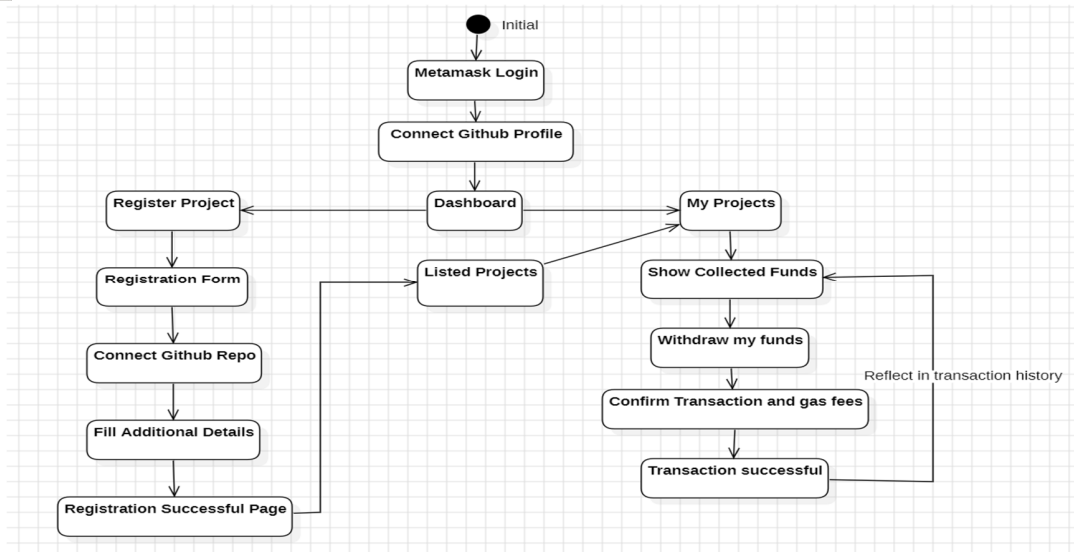 Initial
Metamask Login
Connect Github Profile
Register Project
Dashboard
My Projects
Registration Form
Listed Projects
Show Collected Funds
Connect Github Repo
Withdraw my funds
Reflect in transaction history
Fill Additional Details
Confirm Transaction and gas fees
Registration Successful Page
Transaction successful